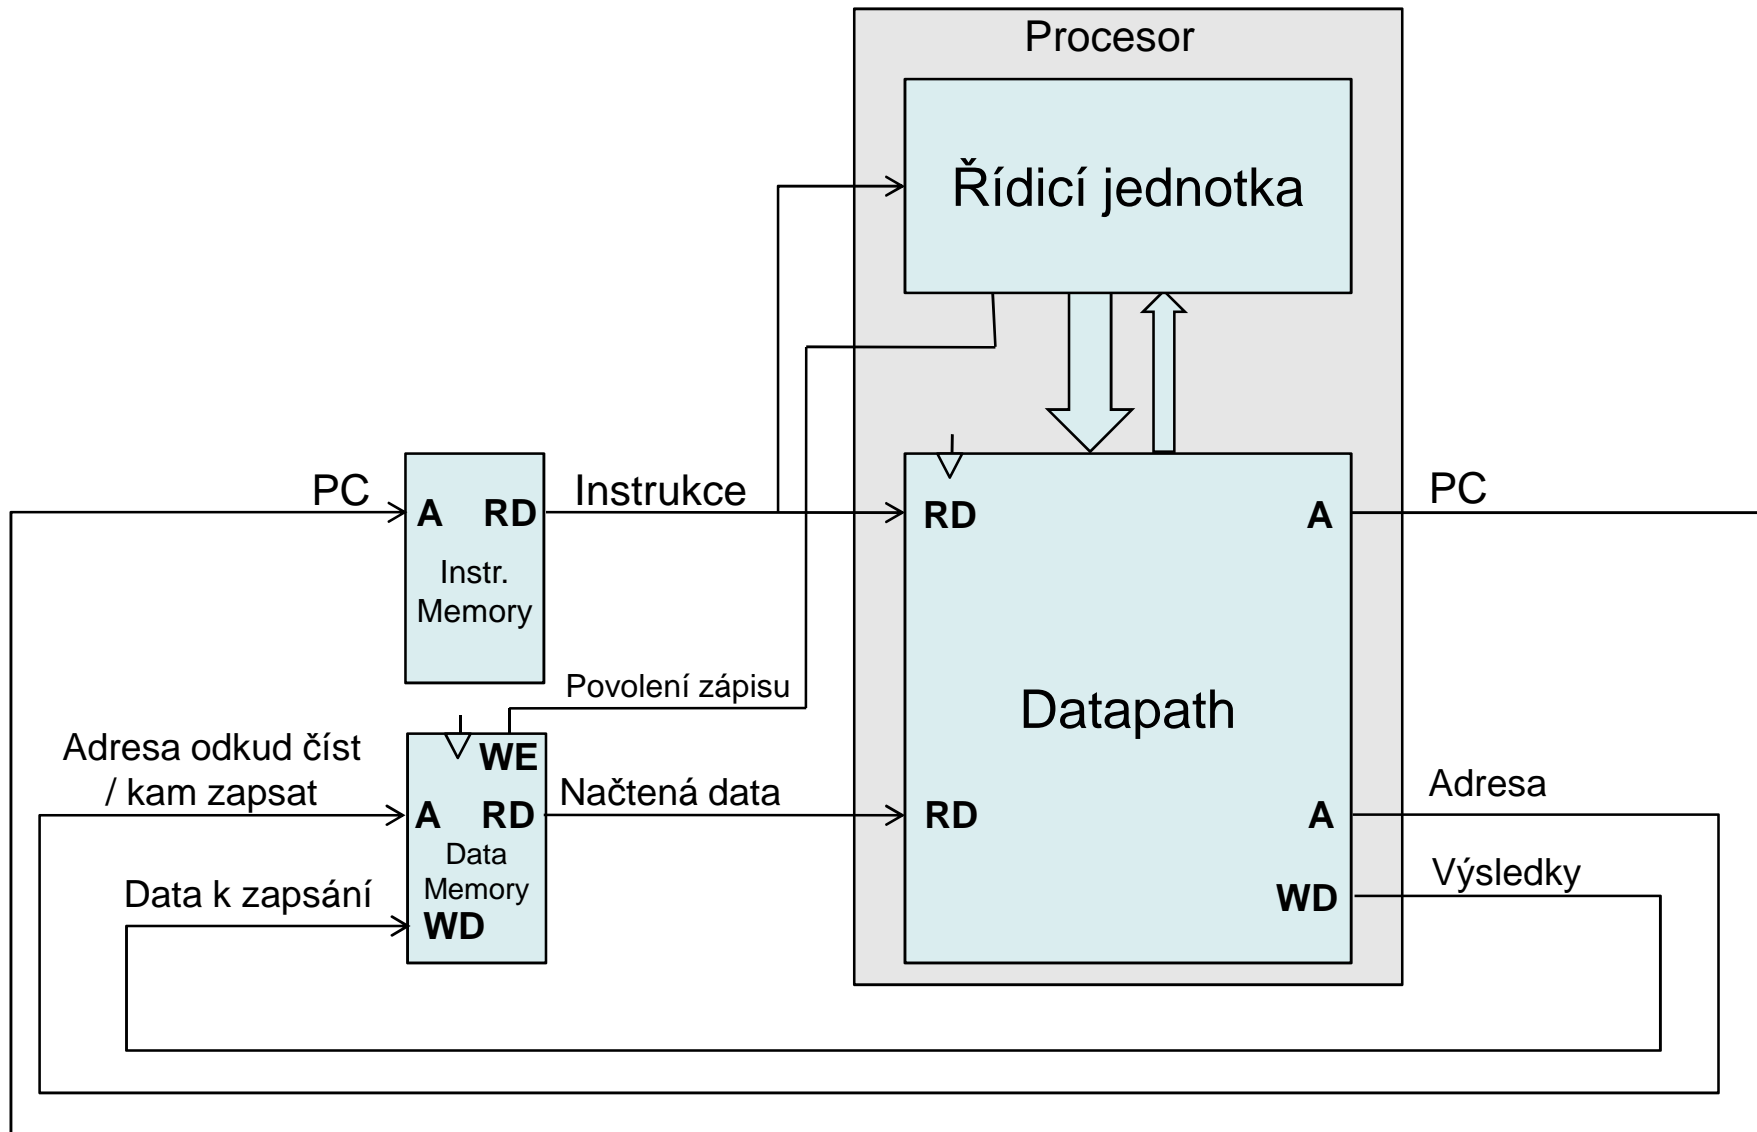 Procesor
Řídicí jednotka
PC
A RD
Instr.
Memory
Instrukce
RD
A
PC
Povolení zápisu
Datapath
Adresa odkud číst
/ kam zapsat
WE
A RD
Data
Memory
WD
Načtená data
RD
A
Adresa
Data k zapsání
WD
Výsledky